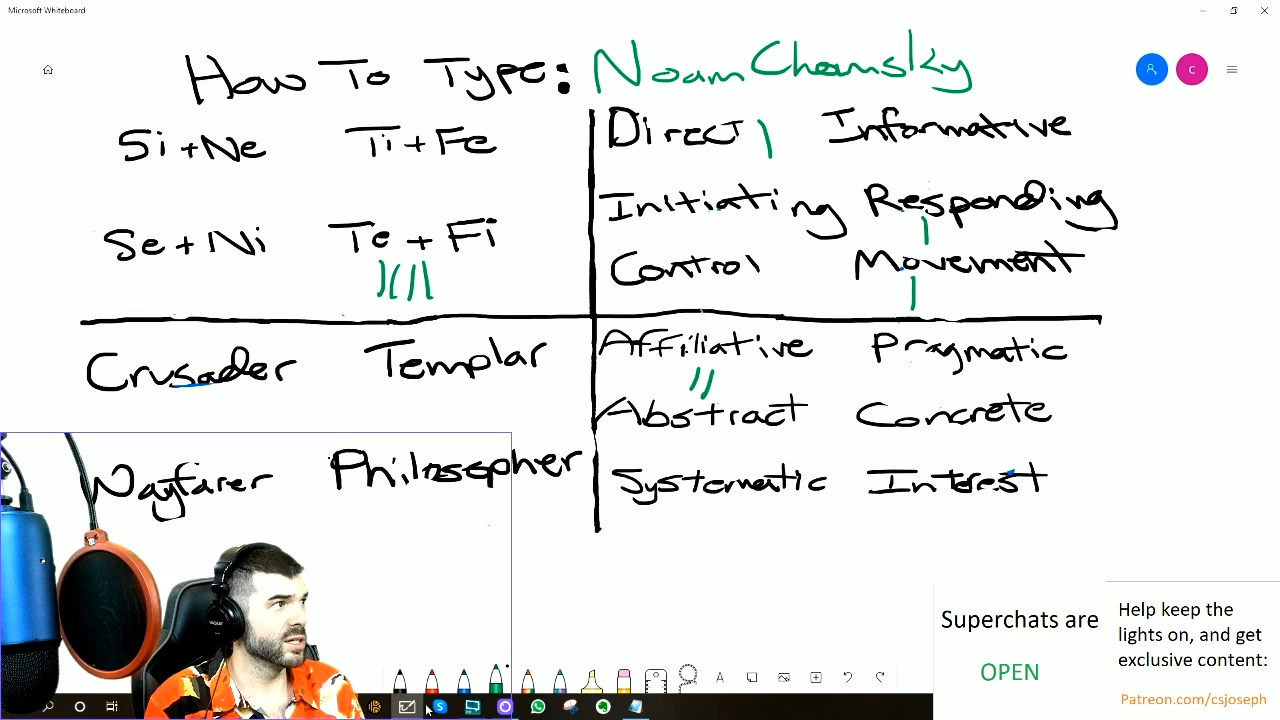 Microsoft Whiteboard
How To Type: Noam Chomsky
Si + Ne Ti + Fe
Se + Ni Te + Fi
Direct Informative
Initiating Responding
Control Movement
Crusader Templar
Wayfarer Philosopher
Affiliative Pragmatic
Abstract Concrete
Systematic Interest
C
A
Superchats are
OPEN
Help keep the
lights on, and get
exclusive content:
Patreon.com/csjoseph